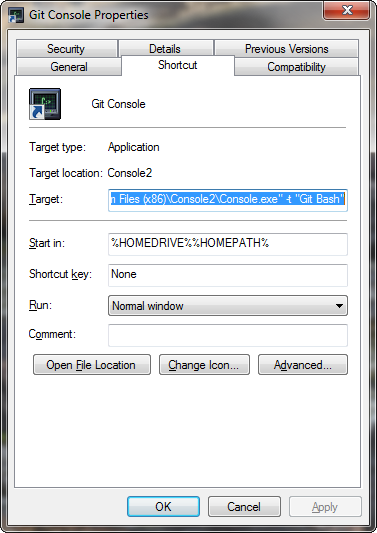 Git Console Properties
Security Details Previous Versions
General Shortcut Compatibility
Git Console
Target type: Application
Target location: Console2
Target: n Files (x86)\Console2\Console.exe" -t "Git Bash"
Start in: %HOMEDRIVE%%HOMEPATH%
Shortcut key: None
Run: Normal window
Comment:
Open File Location Change Icon... Advanced...
OK Cancel Apply